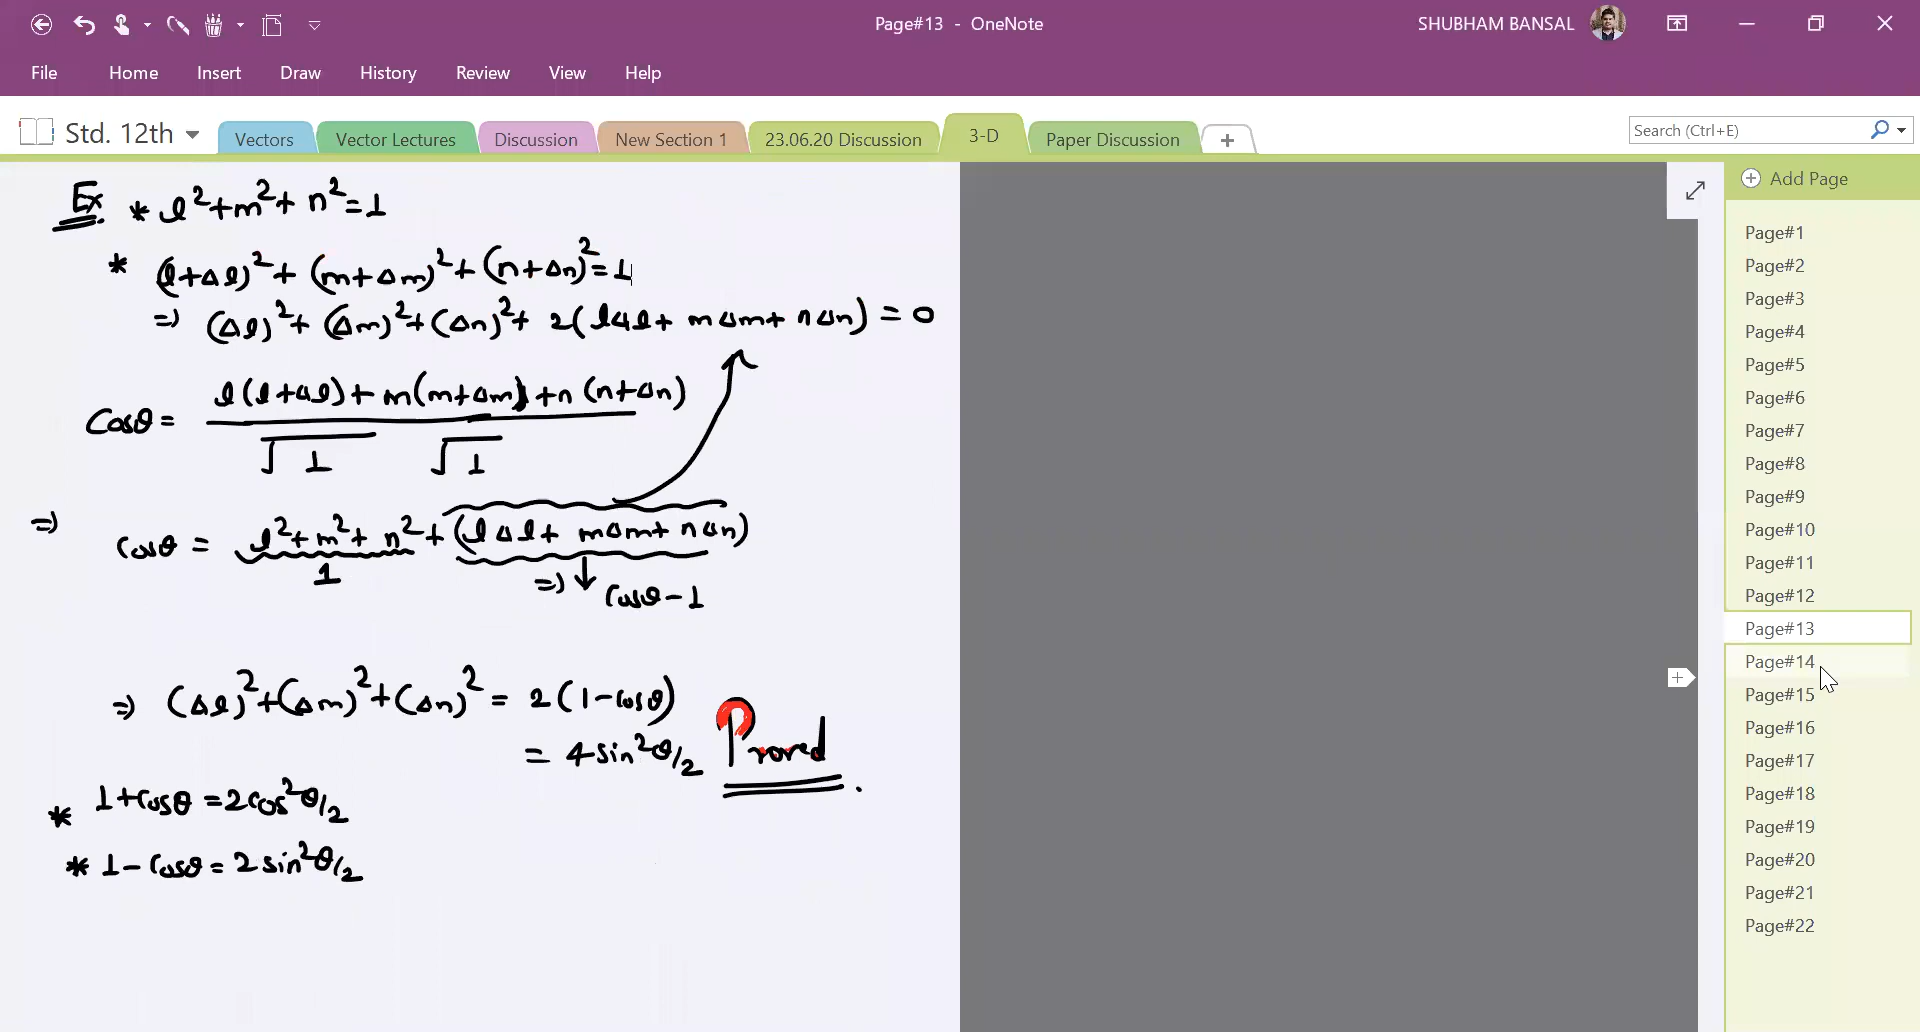 Page#13 - OneNote
SHUBHAM BANSAL
File Home Insert Draw History Review View Help
Std. 12th
Vectors Vector Lectures Discussion New Section 1 23.06.20 Discussion 3-D Paper Discussion +
Search (Ctrl+E)
Ex * l²+m²+n²=1
* (l+Δl)²+(m+Δm)²+(n+Δn)²=1
=) (Δl)²+(Δm)²+(Δn)²+ 2(lΔl+mΔm+nΔn)=0
Cosθ = l(l+Δl)+m(m+Δm)+n(n+Δn)
√1 √1
=) cosθ = l²+m²+n²+(lΔl+mΔm+nΔn)
1 =) ↓ cosθ-1
=) (Δl)²+(Δm)²+(Δn)² = 2(1-cosθ)
= 4sin²θ/2 Proved.
* 1+cosθ=2cos²θ/2
* 1-cosθ=2sin²θ/2
Add Page
Page#1
Page#2
Page#3
Page#4
Page#5
Page#6
Page#7
Page#8
Page#9
Page#10
Page#11
Page#12
Page#13
Page#14
Page#15
Page#16
Page#17
Page#18
Page#19
Page#20
Page#21
Page#22